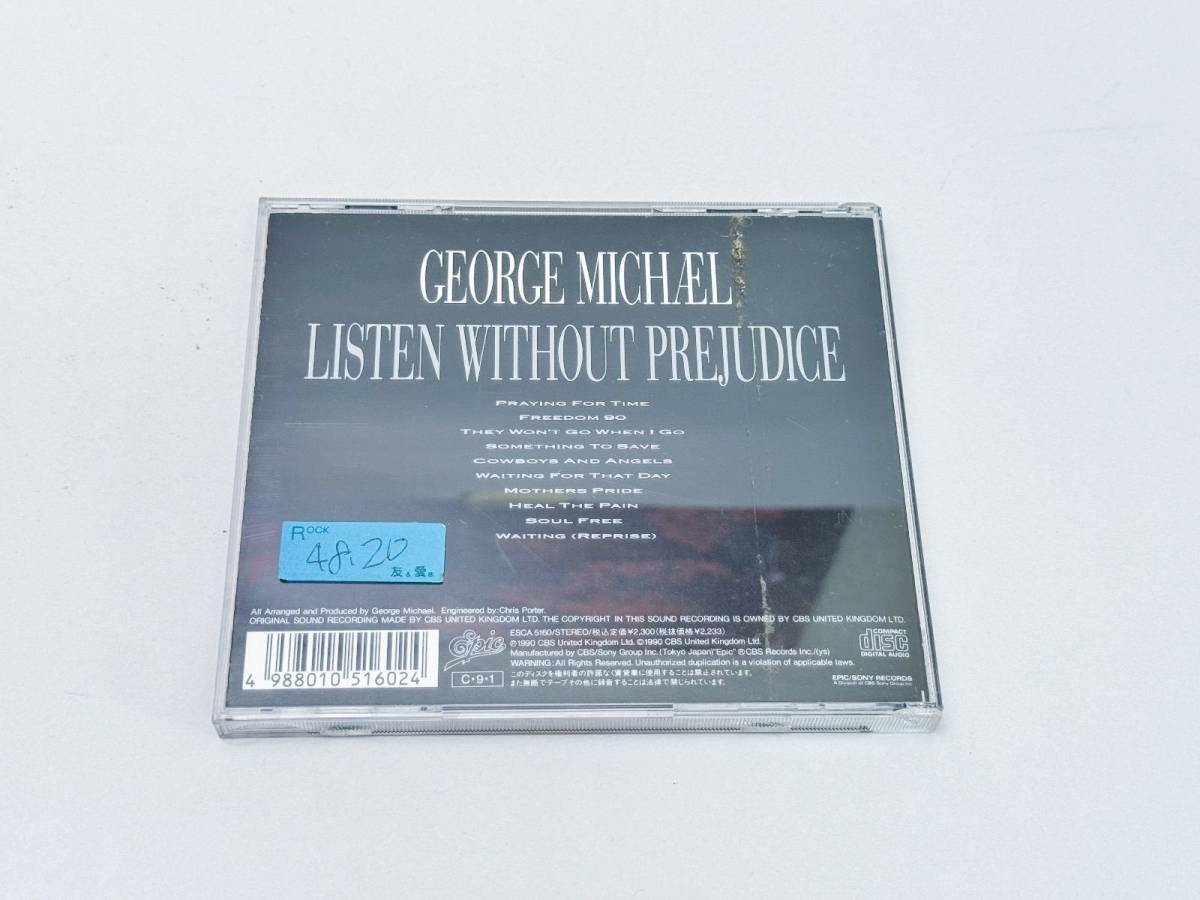 GEORGE MICHÆL
LISTEN WITHOUT PREJUDICE
PRAYING FOR TIME
FREEDOM 90
THEY WON'T GO WHEN I GO
SOMETHING TO SAVE
COWBOYS AND ANGELS
WAITING FOR THAT DAY
MOTHERS PRIDE
HEAL THE PAIN
SOUL FREE
WAITING (REPRISE)
ROCK
48.20
友&愛®
All Arranged and Produced by George Michael. Engineered by:Chris Porter.
ORIGINAL SOUND RECORDING MADE BY CBS UNITED KINGDOM LTD. THE COPYRIGHT IN THIS SOUND RECORDING IS OWNED BY CBS UNITED KINGDOM LTD.
4 988010 516024
Epic
C・9・1
ESCA 5160/STEREO/税込定価¥2,300(税抜価格¥2,233)
℗1990 CBS United Kingdom Ltd. ©1990 CBS United Kingdom Ltd.
Manufactured by CBS/Sony Group Inc.(Tokyo Japan)"Epic" ®CBS Records Inc./(ys)
WARNING: All Rights Reserved. Unauthorized duplication is a violation of applicable laws.
このディスクを権利者の許諾なく賃貸業に使用することは禁止されています。
また無断でテープその他に録音することは法律で禁じられています。
COMPACT
disc
DIGITAL AUDIO
EPIC/SONY RECORDS
A Division of CBS/Sony Group Inc.